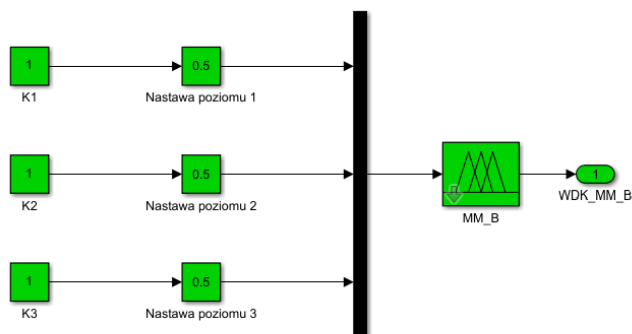 1
K1
0.5
Nastawa poziomu 1
1
K2
0.5
Nastawa poziomu 2
MM_B
1
WDK_MM_B
1
K3
0.5
Nastawa poziomu 3